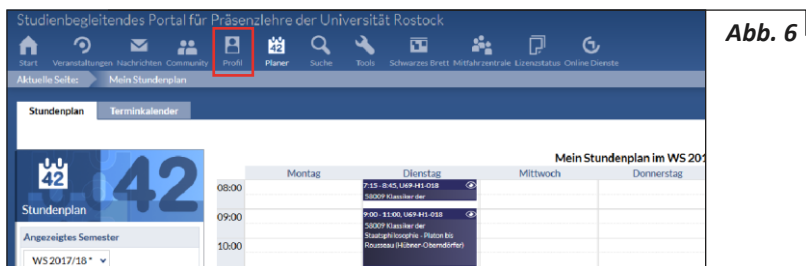 Studienbegleitendes Portal für Präsenzlehre der Universität Rostock
Abb. 6
Start Veranstaltungen Nachrichten Community Profil Planer Suche Tools Schwarzes Brett Mitfahrzentrale Lizenzstatus Online Dienste
Aktuelle Seite: Mein Stundenplan
Stundenplan Terminkalender
Mein Stundenplan im WS 201
Montag Dienstag Mittwoch Donnerstag
42
42
Stundenplan
08:00
7:15 - 8:45, U69-H1-018
58009 Klassiker der
09:00
9:00 - 11:00, U69-H1-018
58009 Klassiker der
Staatsphilosophie - Platon bis
Rousseau (Hübner-Oberndörfer)
10:00
Angezeigtes Semester
WS 2017/18 *